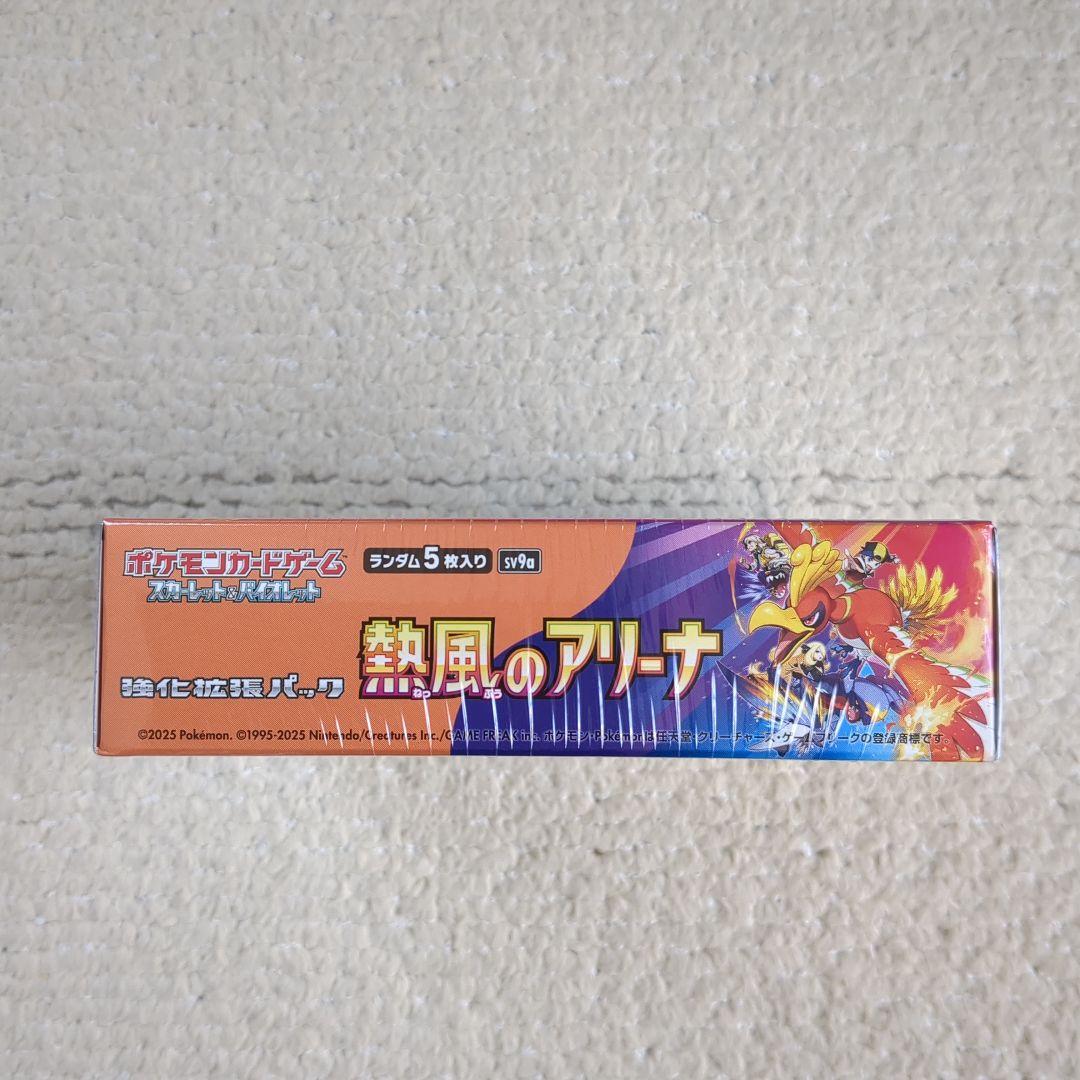 ポケモンカードゲーム
スカーレット&バイオレット
ランダム5枚入り sv9a
強化拡張パック
熱風のアリーナ
ねっ ぷう
©2025 Pokémon. ©1995-2025 Nintendo/Creatures Inc./GAME FREAK inc. ポケモン・Pokémonは任天堂・クリーチャーズ・ゲームフリークの登録商標です。